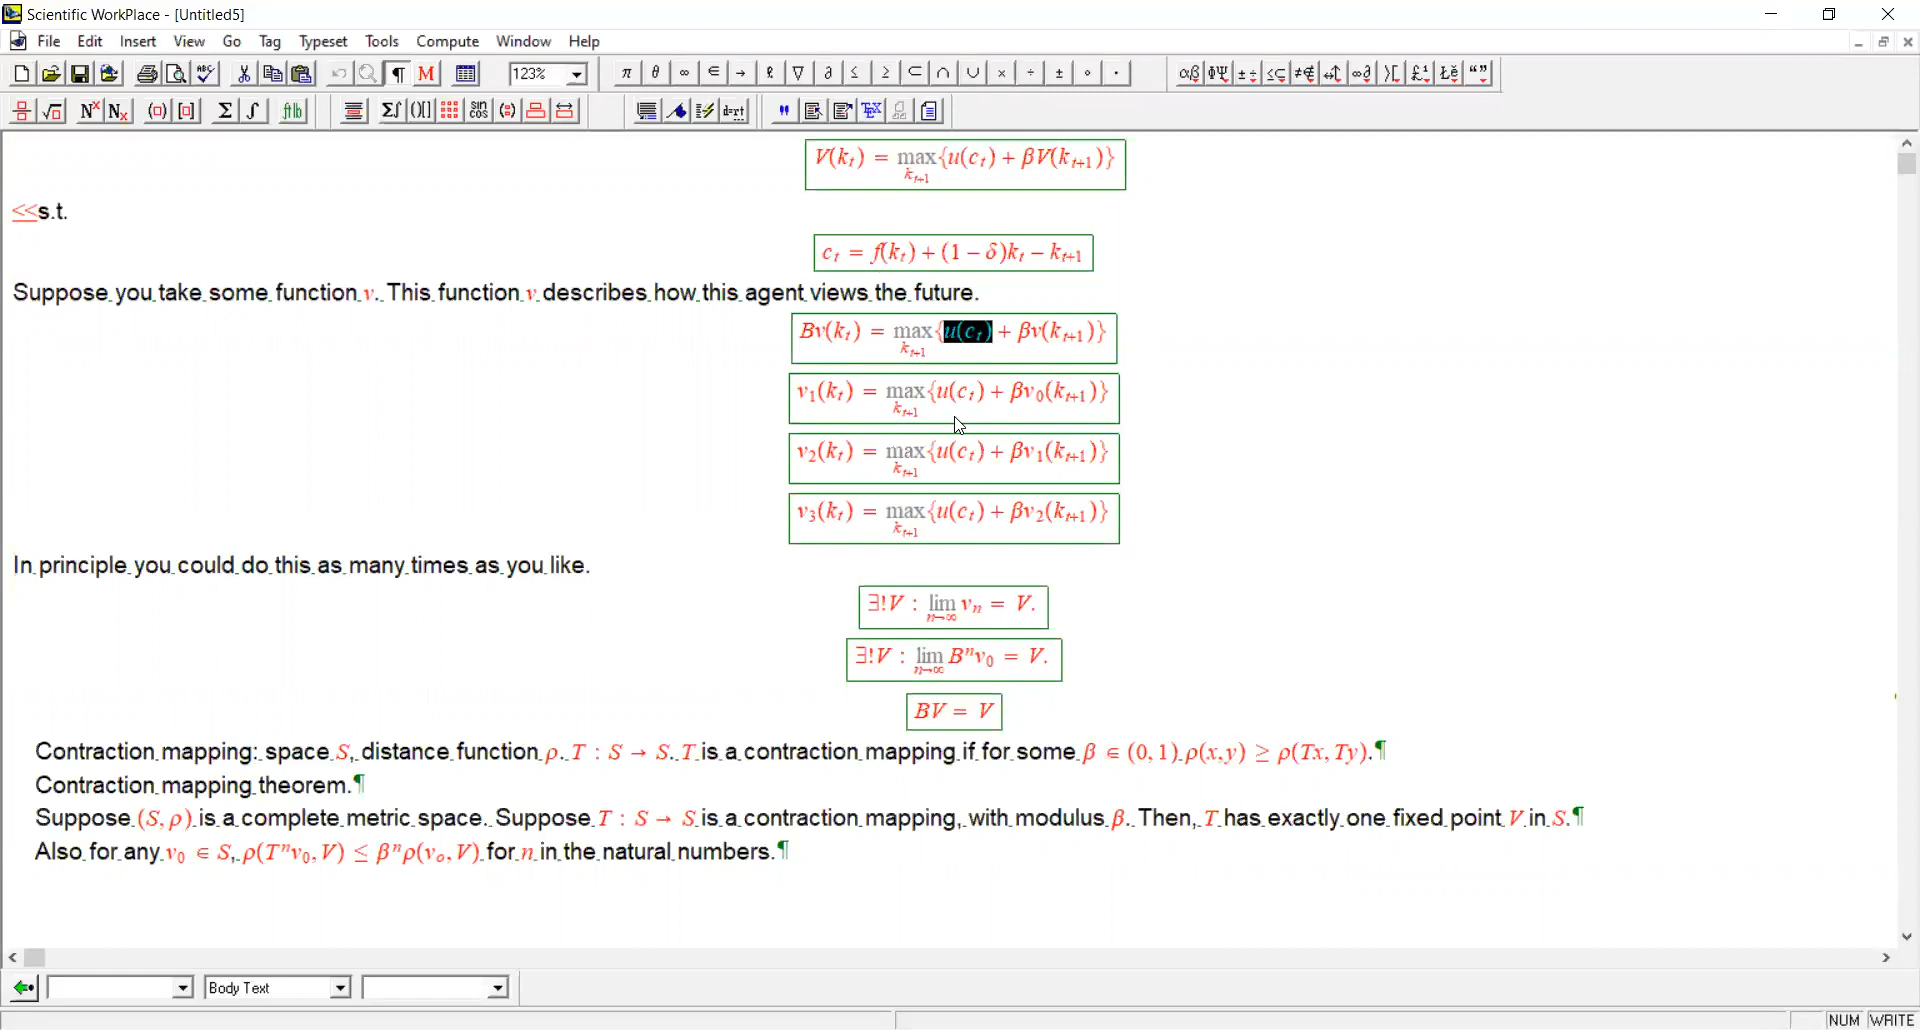 Scientific WorkPlace - [Untitled5]
File Edit Insert View Go Tag Typeset Tools Compute Window Help
123%
V(k_t) = max_{k_{t+1}} {u(c_t) + βV(k_{t+1})}
<<s.t.
c_t = f(k_t) + (1 − δ)k_t − k_{t+1}
Suppose you take some function v. This function v describes how this agent views the future.
Bv(k_t) = max_{k_{t+1}} {u(c_t) + βv(k_{t+1})}
v_1(k_t) = max_{k_{t+1}} {u(c_t) + βv_0(k_{t+1})}
v_2(k_t) = max_{k_{t+1}} {u(c_t) + βv_1(k_{t+1})}
v_3(k_t) = max_{k_{t+1}} {u(c_t) + βv_2(k_{t+1})}
In principle you could do this as many times as you like.
∃!V : lim_{n→∞} v_n = V.
∃!V : lim_{n→∞} B^n v_0 = V.
BV = V
Contraction mapping: space S, distance function ρ. T : S → S. T is a contraction mapping if for some β ∈ (0, 1) ρ(x,y) ≥ ρ(Tx, Ty).¶
Contraction mapping theorem.¶
Suppose (S, ρ) is a complete metric space. Suppose T : S → S is a contraction mapping, with modulus β. Then, T has exactly one fixed point V in S.¶
Also for any v_0 ∈ S, ρ(T^n v_0, V) ≤ β^n ρ(v_o, V) for n in the natural numbers.¶
Body Text
NUM WRITE